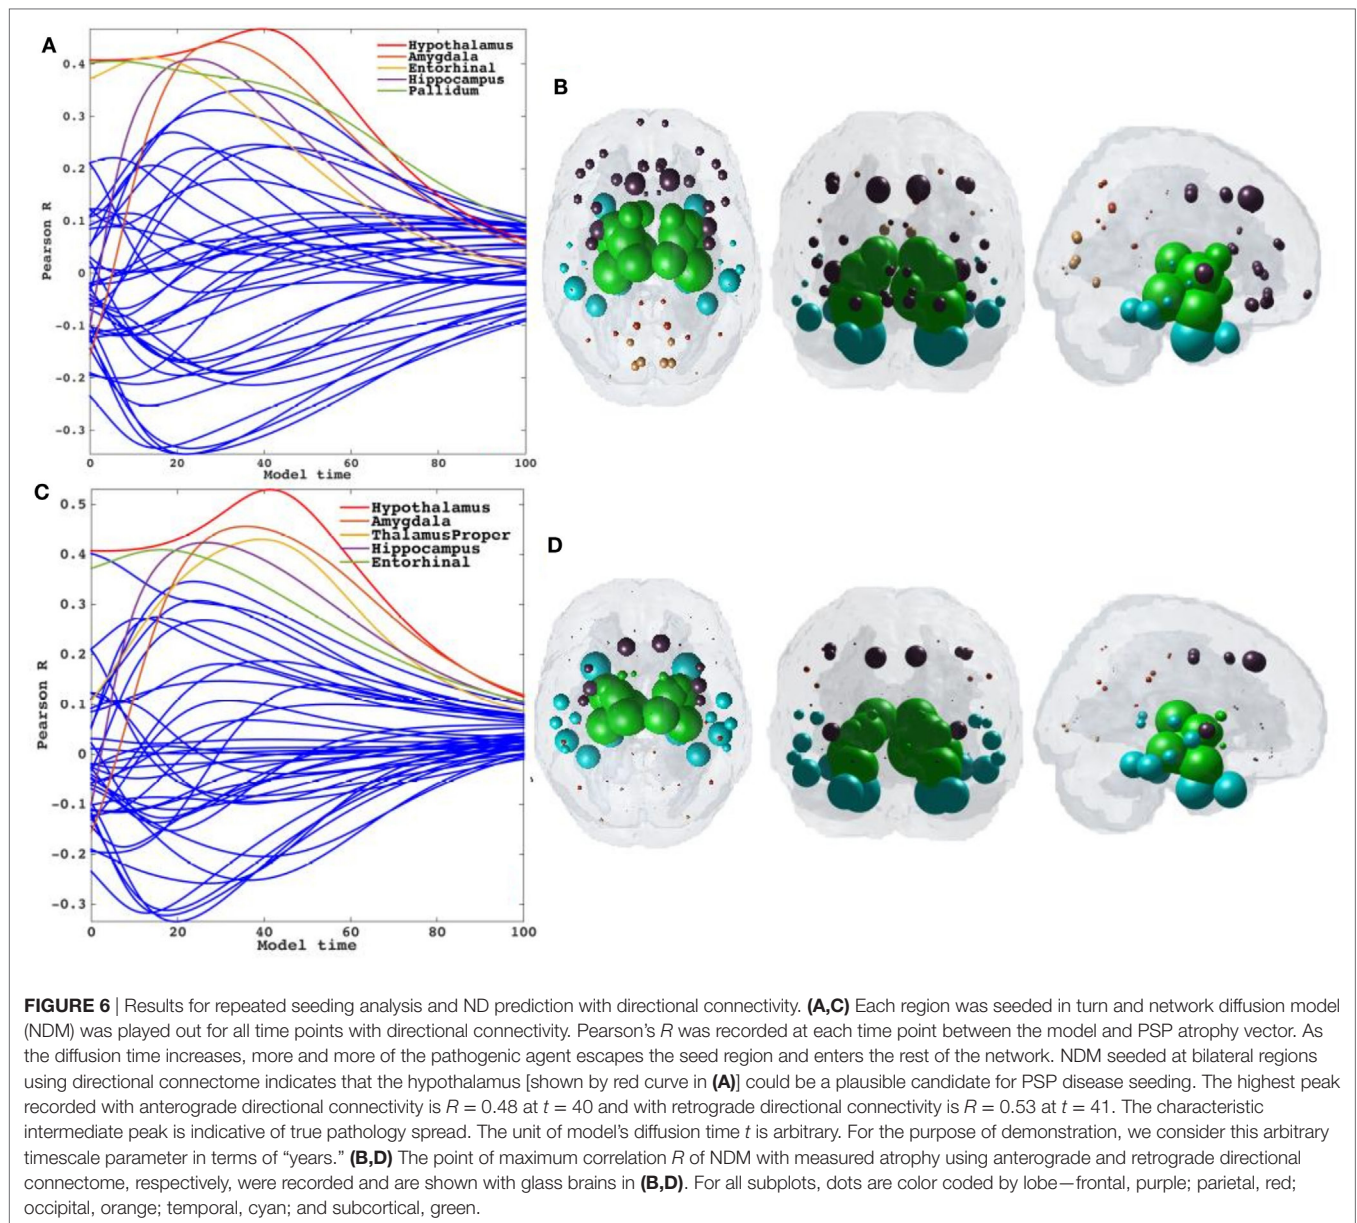 A
Hypothalamus
Amygdala
Entorhinal
Hippocampus
Pallidum
0.4
0.3
0.2
0.1
0
-0.1
-0.2
-0.3
Pearson R
0 20 40 60 80 100
Model time
B
C
Hypothalamus
Amygdala
ThalamusProper
Hippocampus
Entorhinal
0.5
0.4
0.3
0.2
0.1
0
-0.1
-0.2
-0.3
Pearson R
0 20 40 60 80 100
Model time
D
FIGURE 6 | Results for repeated seeding analysis and ND prediction with directional connectivity. (A,C) Each region was seeded in turn and network diffusion model
(NDM) was played out for all time points with directional connectivity. Pearson's R was recorded at each time point between the model and PSP atrophy vector. As
the diffusion time increases, more and more of the pathogenic agent escapes the seed region and enters the rest of the network. NDM seeded at bilateral regions
using directional connectome indicates that the hypothalamus [shown by red curve in (A)] could be a plausible candidate for PSP disease seeding. The highest peak
recorded with anterograde directional connectivity is R = 0.48 at t = 40 and with retrograde directional connectivity is R = 0.53 at t = 41. The characteristic
intermediate peak is indicative of true pathology spread. The unit of model's diffusion time t is arbitrary. For the purpose of demonstration, we consider this arbitrary
timescale parameter in terms of "years." (B,D) The point of maximum correlation R of NDM with measured atrophy using anterograde and retrograde directional
connectome, respectively, were recorded and are shown with glass brains in (B,D). For all subplots, dots are color coded by lobe—frontal, purple; parietal, red;
occipital, orange; temporal, cyan; and subcortical, green.